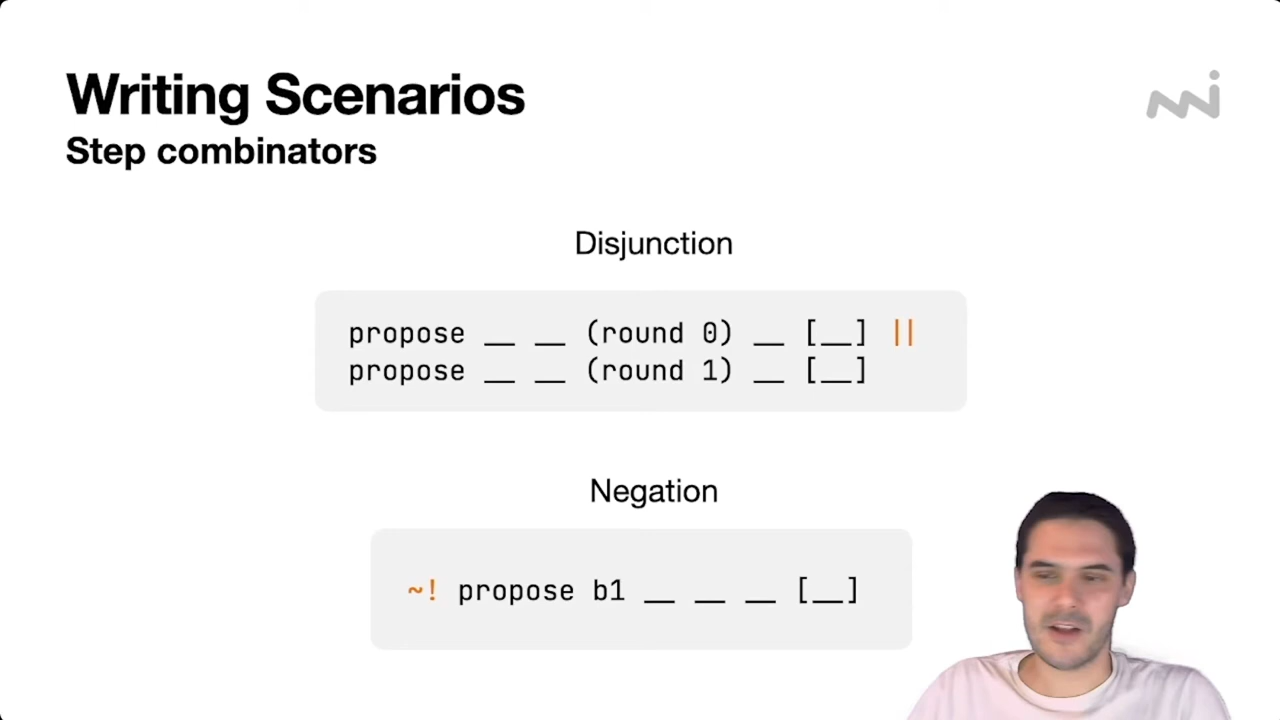 Writing Scenarios
Step combinators
Disjunction
propose __ __ (round 0) __ [__] ||
propose __ __ (round 1) __ [__]
Negation
~! propose b1 __ __ __ [__]